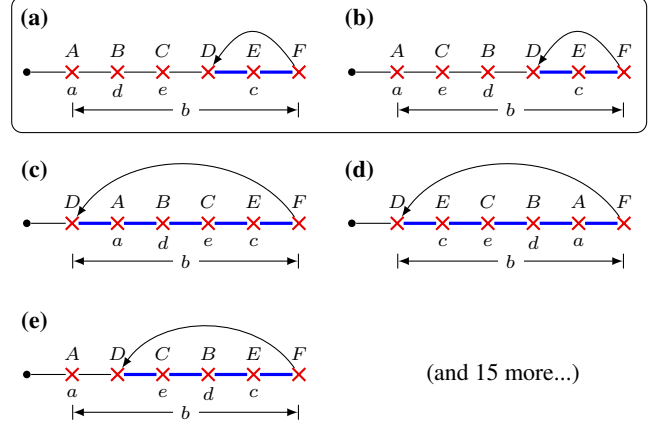 (a)
A B C D E F
a d e c
b
(b)
A C B D E F
a e d c
b
(c)
D A B C E F
a d e c
b
(d)
D E C B A F
c e d a
b
(e)
A D C B E F
a e d c
b
(and 15 more...)